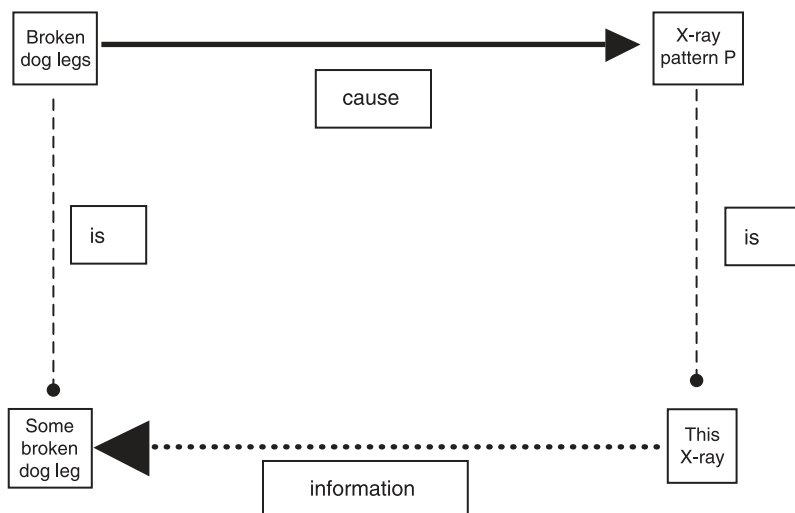 Broken
dog legs
X-ray
pattern P
cause
is
is
Some
broken
dog leg
This
X-ray
information